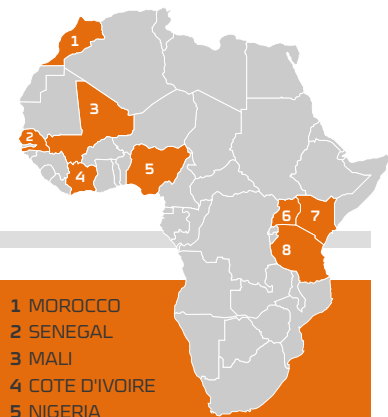 1
3
2
4
5
6 7
8
1 MOROCCO
2 SENEGAL
3 MALI
4 COTE D'IVOIRE
5 NIGERIA